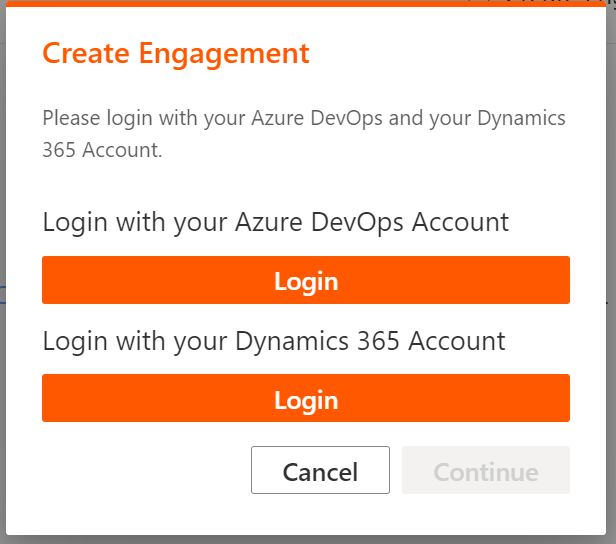 Create Engagement
Please login with your Azure DevOps and your Dynamics
365 Account.
Login with your Azure DevOps Account
Login
Login with your Dynamics 365 Account
Login
Cancel
Continue